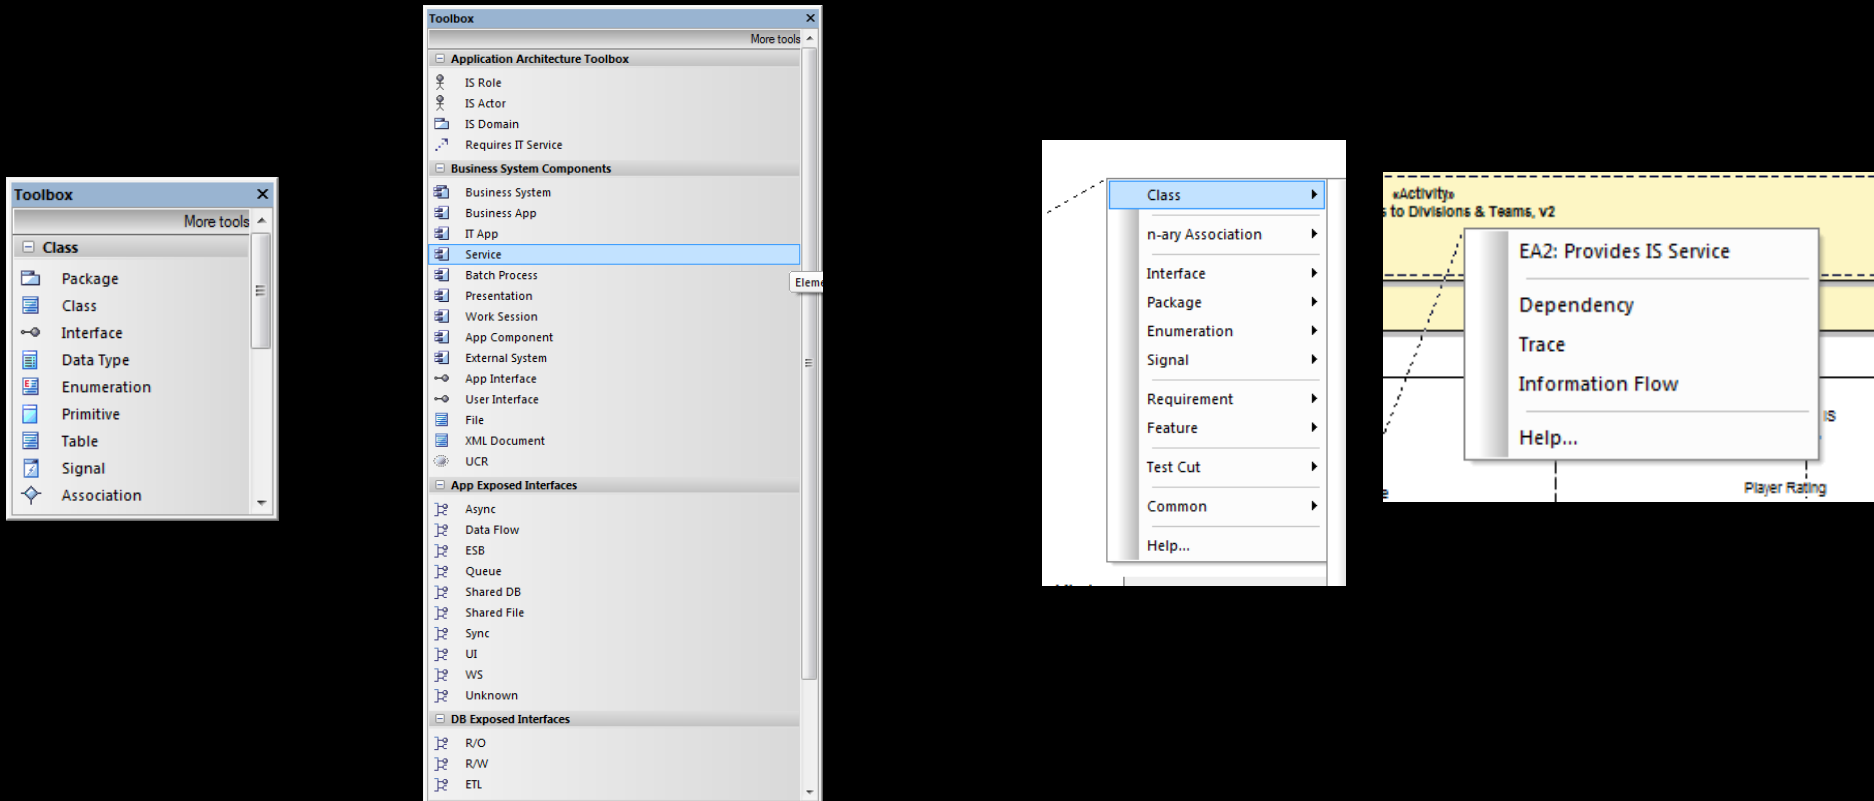 Toolbox
More tools
Class
Package
Class
Interface
Data Type
Enumeration
Primitive
Table
Signal
Association
Toolbox
More tools
Application Architecture Toolbox
IS Role
IS Actor
IS Domain
Requires IT Service
Business System Components
Business System
Business App
IT App
Service
Batch Process
Presentation
Work Session
App Component
External System
App Interface
User Interface
File
XML Document
UCR
App Exposed Interfaces
Async
Data Flow
ESB
Queue
Shared DB
Shared File
Sync
UI
WS
Unknown
DB Exposed Interfaces
R/O
R/W
ETL
Eleme
Class
n-ary Association
Interface
Package
Enumeration
Signal
Requirement
Feature
Test Cut
Common
Help...
«Activity»
s to Divisions & Teams, v2
EA2: Provides IS Service
Dependency
Trace
Information Flow
Help...
IS
e
Player Rating